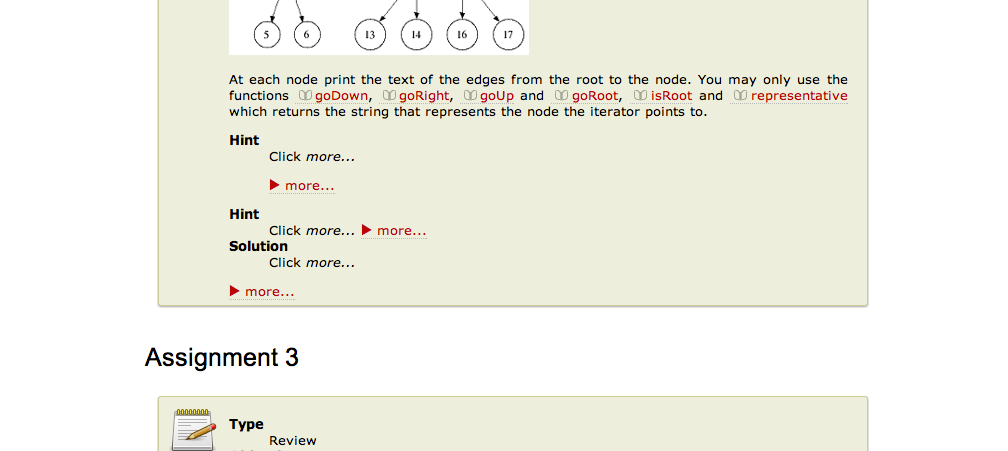 5 6 13 14 16 17
At each node print the text of the edges from the root to the node. You may only use the
functions goDown, goRight, goUp and goRoot, isRoot and representative
which returns the string that represents the node the iterator points to.
Hint
Click more...
more...
Hint
Click more... more...
Solution
Click more...
more...
Assignment 3
Type
Review